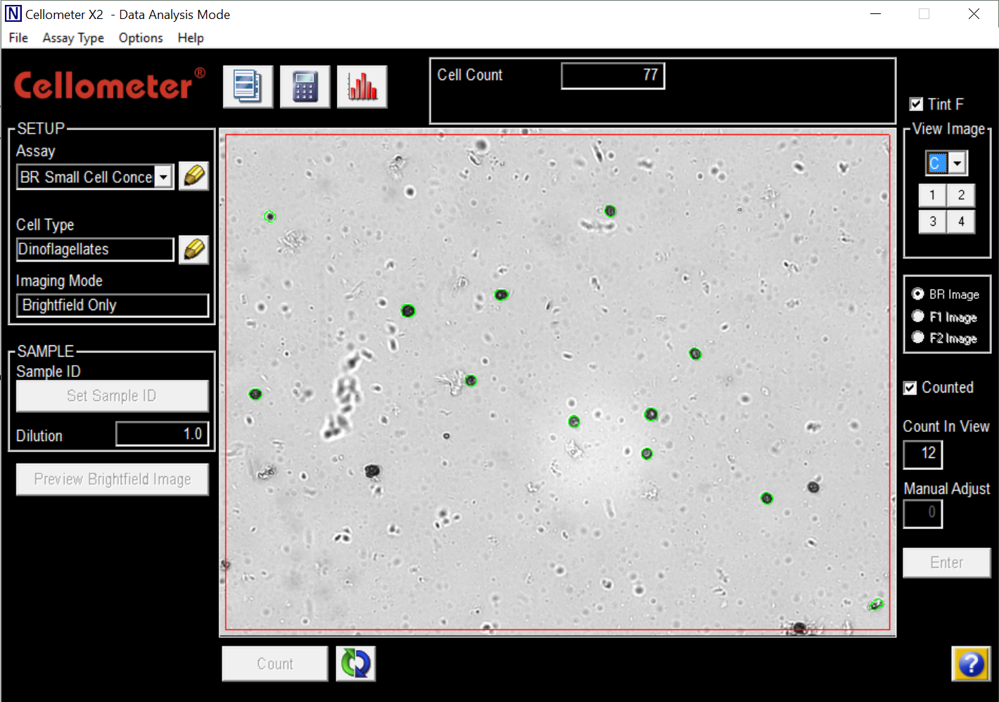 Cellometer X2 - Data Analysis Mode
File Assay Type Options Help
Cellometer®
Cell Count 77
Tint F
SETUP
Assay
BR Small Cell Conce
Cell Type
Dinoflagellates
Imaging Mode
Brightfield Only
SAMPLE
Sample ID
Set Sample ID
Dilution 1.0
Preview Brightfield Image
View Image
C
1 2
3 4
BR Image
F1 Image
F2 Image
Counted
Count In View
12
Manual Adjust
0
Enter
Count